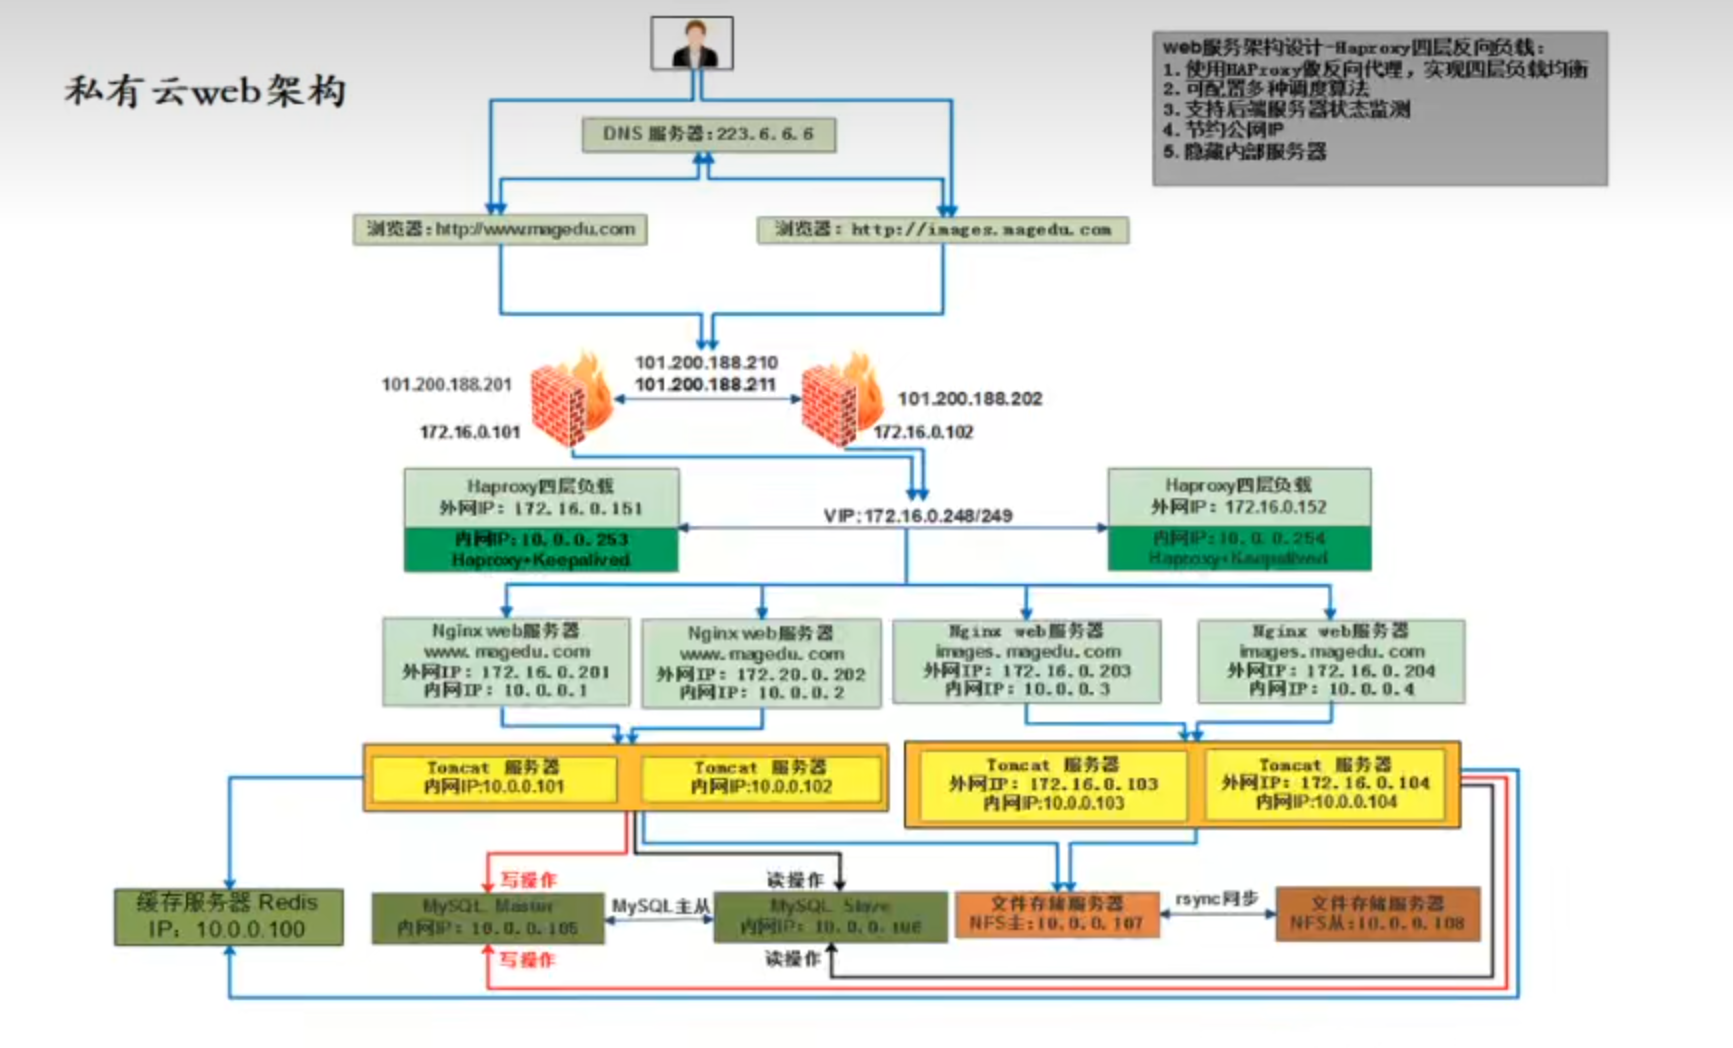 私有云web架构
web服务架构设计-Haproxy四层反向负载：
1. 使用HAProxy做反向代理，实现四层负载均衡
2. 可配置多种调度算法
3. 支持后端服务器状态监测
4. 节约公网IP
5. 隐藏内部服务器
DNS 服务器:223.6.6.6
浏览器:http://www.magedu.com
浏览器：http://images.magedu.com
101.200.188.210
101.200.188.211
101.200.188.201
101.200.188.202
172.16.0.101
172.16.0.102
Haproxy四层负载
外网IP：172.16.0.151
内网IP:10.0.0.253
Haproxy+Keepalived
VIP:172.16.0.248/249
Haproxy四层负载
外网IP：172.16.0.152
内网IP:10.0.0.254
Haproxy+Keepalived
Nginx web服务器
www.magedu.com
外网IP：172.16.0.201
内网IP：10.0.0.1
Nginx web服务器
www.magedu.com
外网IP：172.20.0.202
内网IP：10.0.0.2
Nginx web服务器
images.magedu.com
外网IP：172.16.0.203
内网IP：10.0.0.3
Nginx web服务器
images.magedu.com
外网IP：172.16.0.204
内网IP：10.0.0.4
Tomcat 服务器
内网IP:10.0.0.101
Tomcat 服务器
内网IP:10.0.0.102
Tomcat 服务器
外网IP：172.16.0.103
内网IP:10.0.0.103
Tomcat 服务器
外网IP：172.16.0.104
内网IP:10.0.0.104
写操作
读操作
缓存服务器 Redis
IP：10.0.0.100
MySQL Master
内网IP：10.0.0.105
MySQL主从
MySQL Slave
内网IP：10.0.0.106
文件存储服务器
NFS主:10.0.0.107
rsync同步
文件存储服务器
NFS从:10.0.0.108
写操作
读操作